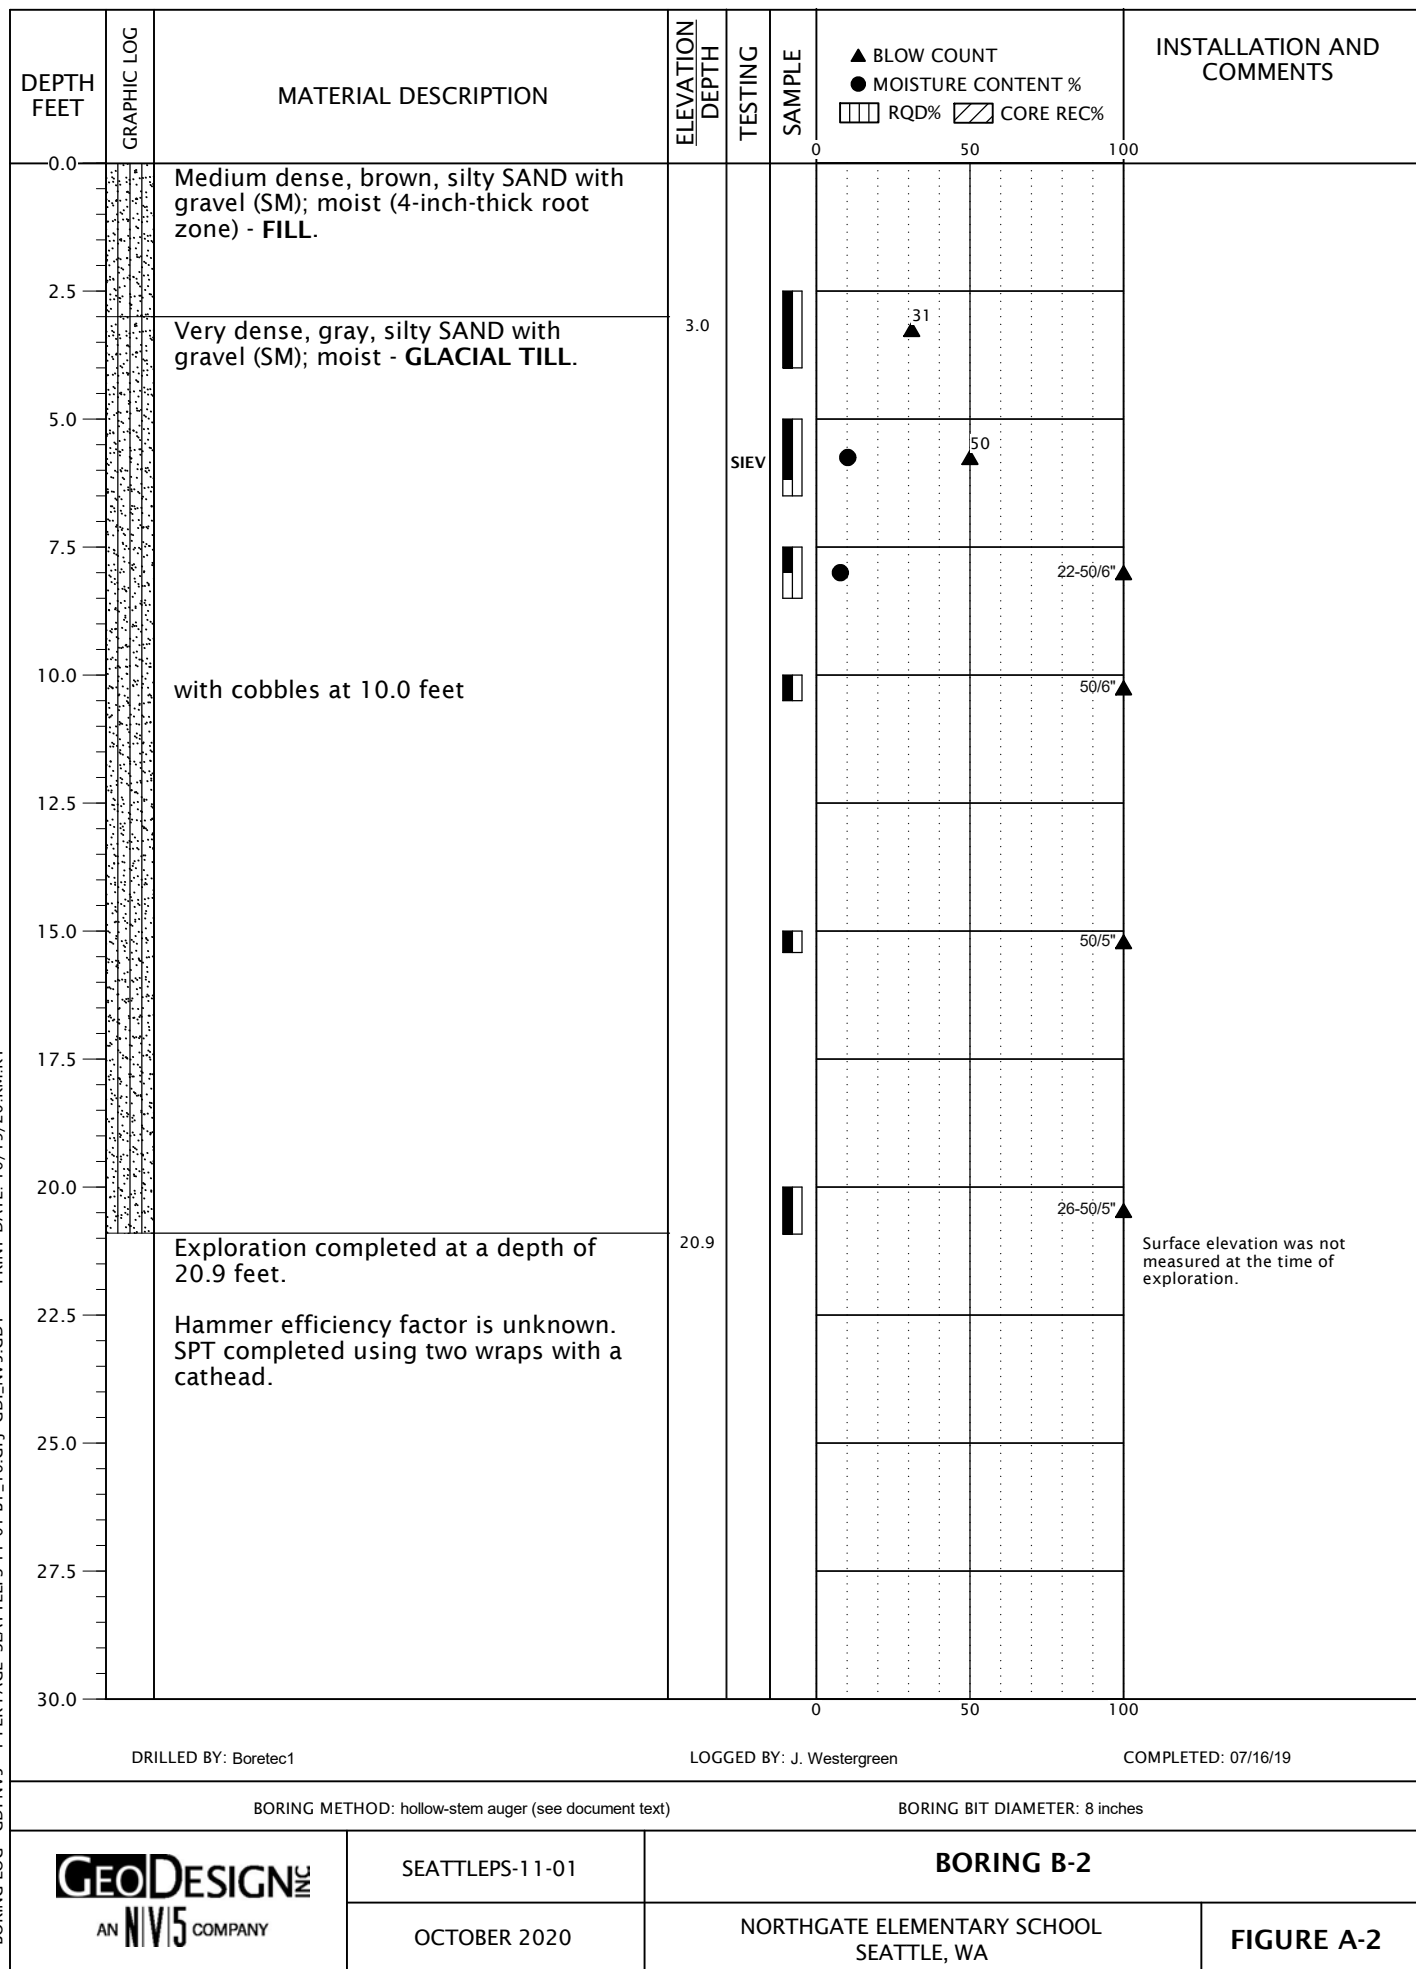 DEPTH
FEET
GRAPHIC LOG
MATERIAL DESCRIPTION
ELEVATION
DEPTH
TESTING
SAMPLE
▲ BLOW COUNT
● MOISTURE CONTENT %
RQD% CORE REC%
INSTALLATION AND
COMMENTS
0 50 100
0.0
Medium dense, brown, silty SAND with
gravel (SM); moist (4-inch-thick root
zone) - FILL.
2.5
3.0
31
Very dense, gray, silty SAND with
gravel (SM); moist - GLACIAL TILL.
5.0
50
SIEV
7.5
22-50/6"
10.0
with cobbles at 10.0 feet
50/6"
12.5
15.0
50/5"
17.5
20.0
26-50/5"
20.9
Exploration completed at a depth of
20.9 feet.
Surface elevation was not
measured at the time of
exploration.
22.5
Hammer efficiency factor is unknown.
SPT completed using two wraps with a
cathead.
25.0
27.5
30.0
0 50 100
DRILLED BY: Boretec1
LOGGED BY: J. Westergreen
COMPLETED: 07/16/19
BORING METHOD: hollow-stem auger (see document text)
BORING BIT DIAMETER: 8 inches
GEODESIGN INC
AN NV5 COMPANY
SEATTLEPS-11-01
OCTOBER 2020
BORING B-2
NORTHGATE ELEMENTARY SCHOOL
SEATTLE, WA
FIGURE A-2